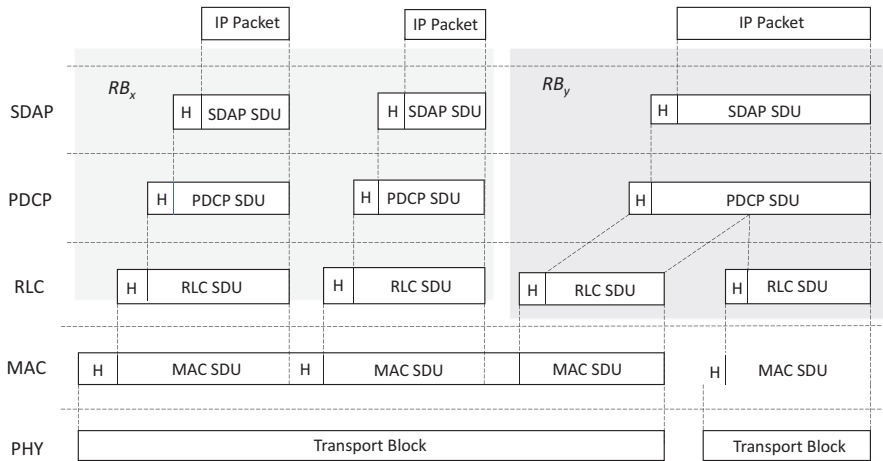 IP Packet IP Packet IP Packet
RBx RBy
SDAP H SDAP SDU H SDAP SDU H SDAP SDU
PDCP H PDCP SDU H PDCP SDU H PDCP SDU
RLC H RLC SDU H RLC SDU H RLC SDU H RLC SDU
MAC H MAC SDU H MAC SDU MAC SDU H MAC SDU
PHY Transport Block Transport Block